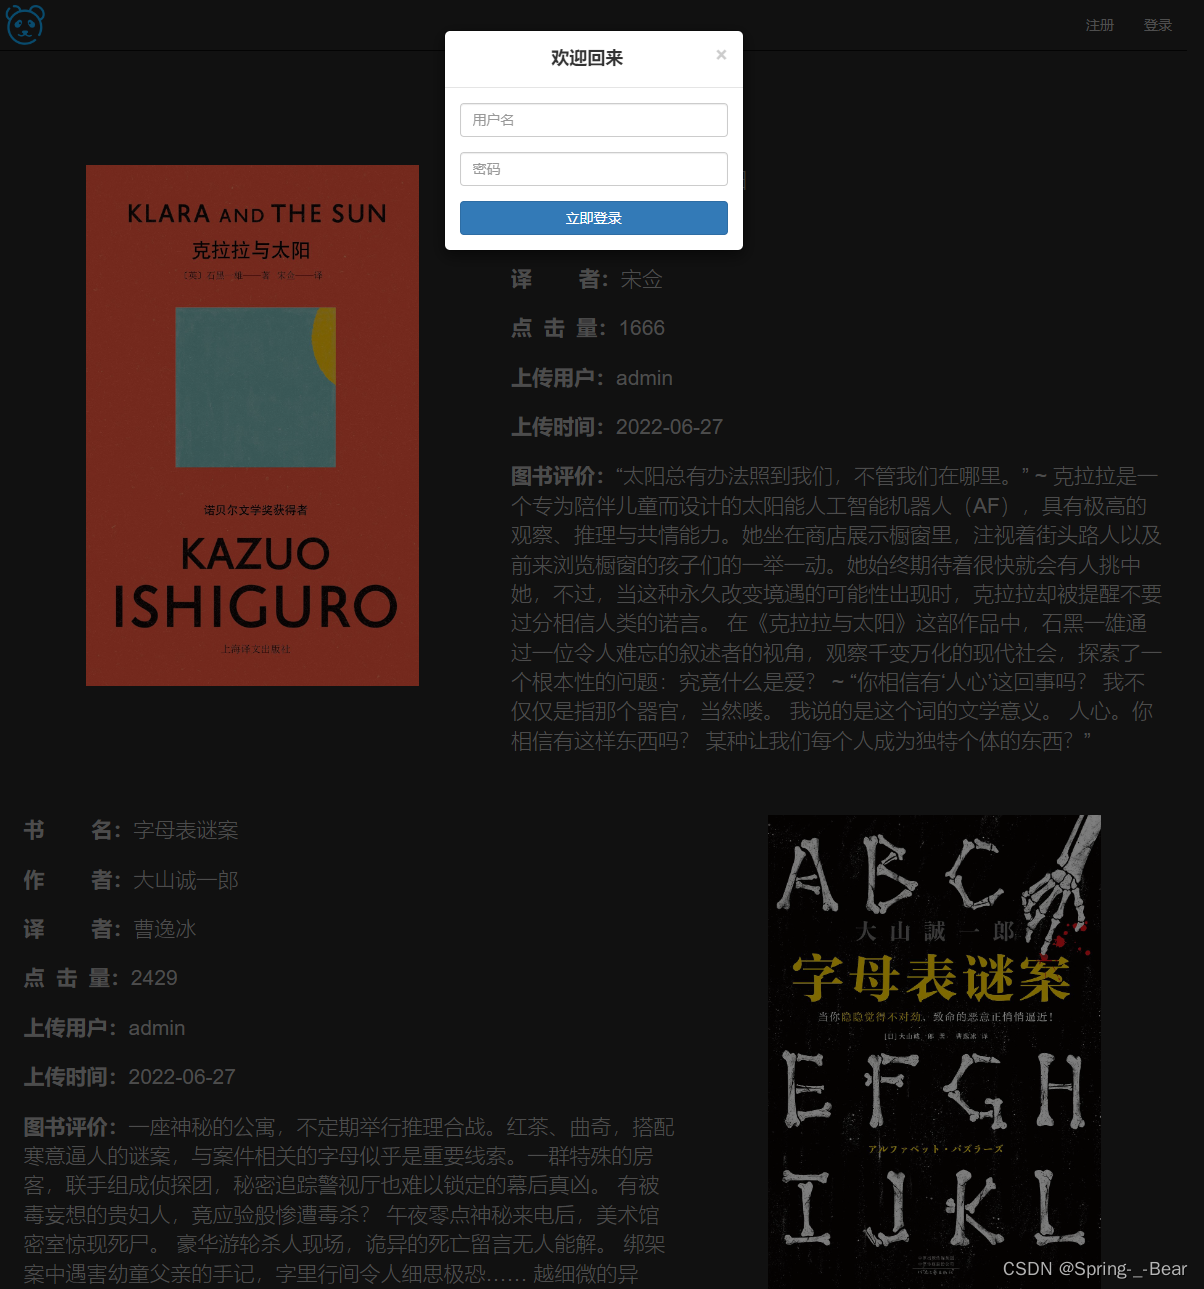 注册 登录
欢迎回来 ×
用户名
密码
立即登录
KLARA AND THE SUN
克拉拉与太阳
诺贝尔文学奖获得者
KAZUO
ISHIGURO
上海译文出版社
译 者：宋佥
点 击 量：1666
上传用户：admin
上传时间：2022-06-27
图书评价：“太阳总有办法照到我们，不管我们在哪里。” ~ 克拉拉是一
个专为陪伴儿童而设计的太阳能人工智能机器人（AF），具有极高的
观察、推理与共情能力。她坐在商店展示橱窗里，注视着街头路人以及
前来浏览橱窗的孩子们的一举一动。她始终期待着很快就会有人挑中
她，不过，当这种永久改变境遇的可能性出现时，克拉拉却被提醒不要
过分相信人类的诺言。 在《克拉拉与太阳》这部作品中，石黑一雄通
过一位令人难忘的叙述者的视角，观察千变万化的现代社会，探索了一
个根本性的问题：究竟什么是爱？ ~ “你相信有‘人心’这回事吗？ 我不
仅仅是指那个器官，当然喽。 我说的是这个词的文学意义。 人心。你
相信有这样东西吗？ 某种让我们每个人成为独特个体的东西？”
书 名：字母表谜案
作 者：大山诚一郎
译 者：曹逸冰
点 击 量：2429
上传用户：admin
上传时间：2022-06-27
图书评价：一座神秘的公寓，不定期举行推理合战。红茶、曲奇，搭配
寒意逼人的谜案，与案件相关的字母似乎是重要线索。一群特殊的房
客，联手组成侦探团，秘密追踪警视厅也难以锁定的幕后真凶。 有被
毒妄想的贵妇人，竟应验般惨遭毒杀？ 午夜零点神秘来电后，美术馆
密室惊现死尸。 豪华游轮杀人现场，诡异的死亡留言无人能解。 绑架
案中遇害幼童父亲的手记，字里行间令人细思极恐…… 越细微的异
A B C
大山誠一郎
字母表谜案
当你隐隐觉得不对劲、致命的恶意正悄悄逼近！
E F G H
アルファベット・パズラーズ
I J K L
CSDN @Spring-_-Bear